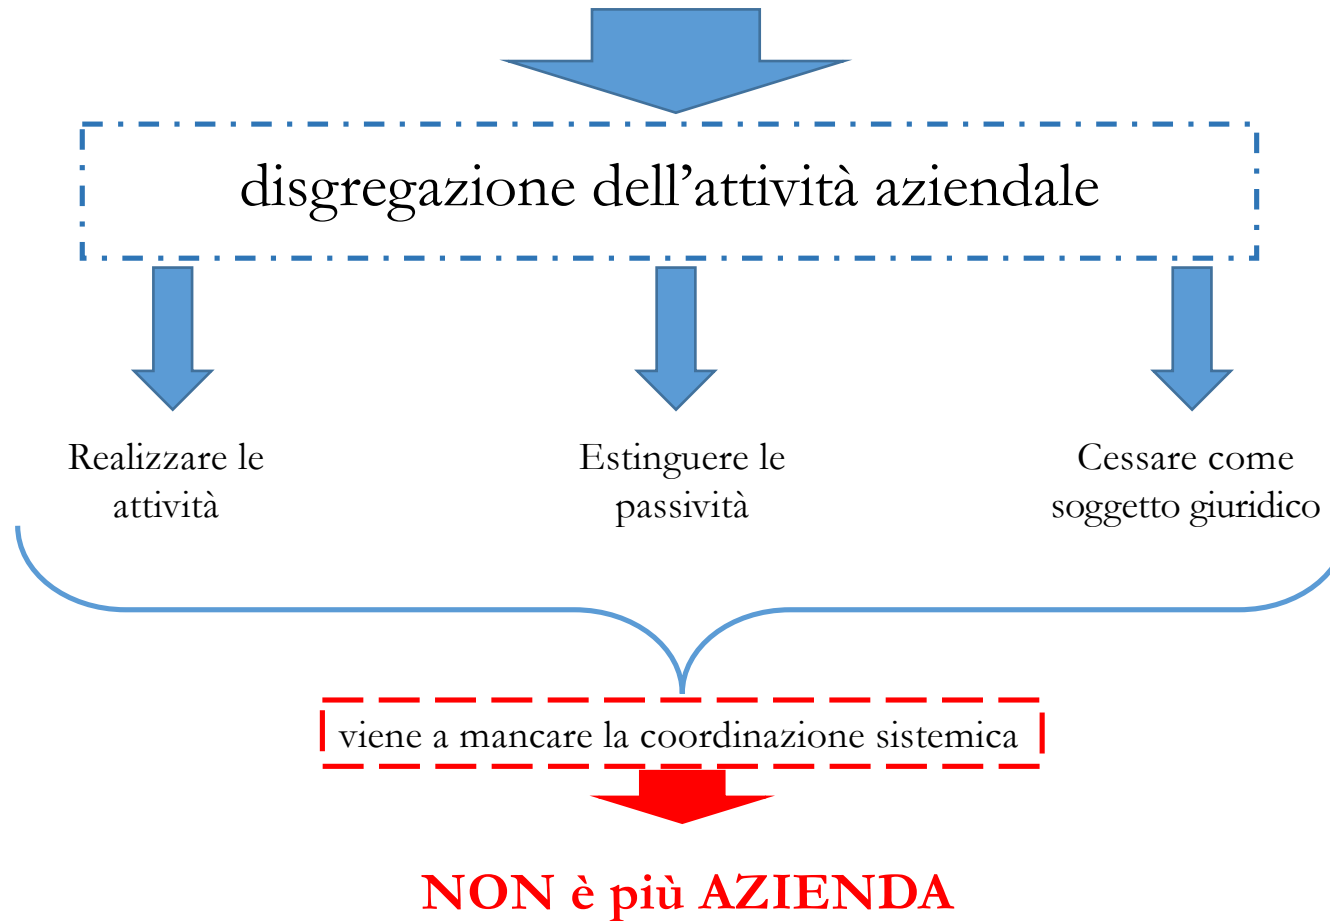 disgregazione dell’attività aziendale
Realizzare le
attività
Estinguere le
passività
Cessare come
soggetto giuridico
viene a mancare la coordinazione sistemica
NON è più AZIENDA